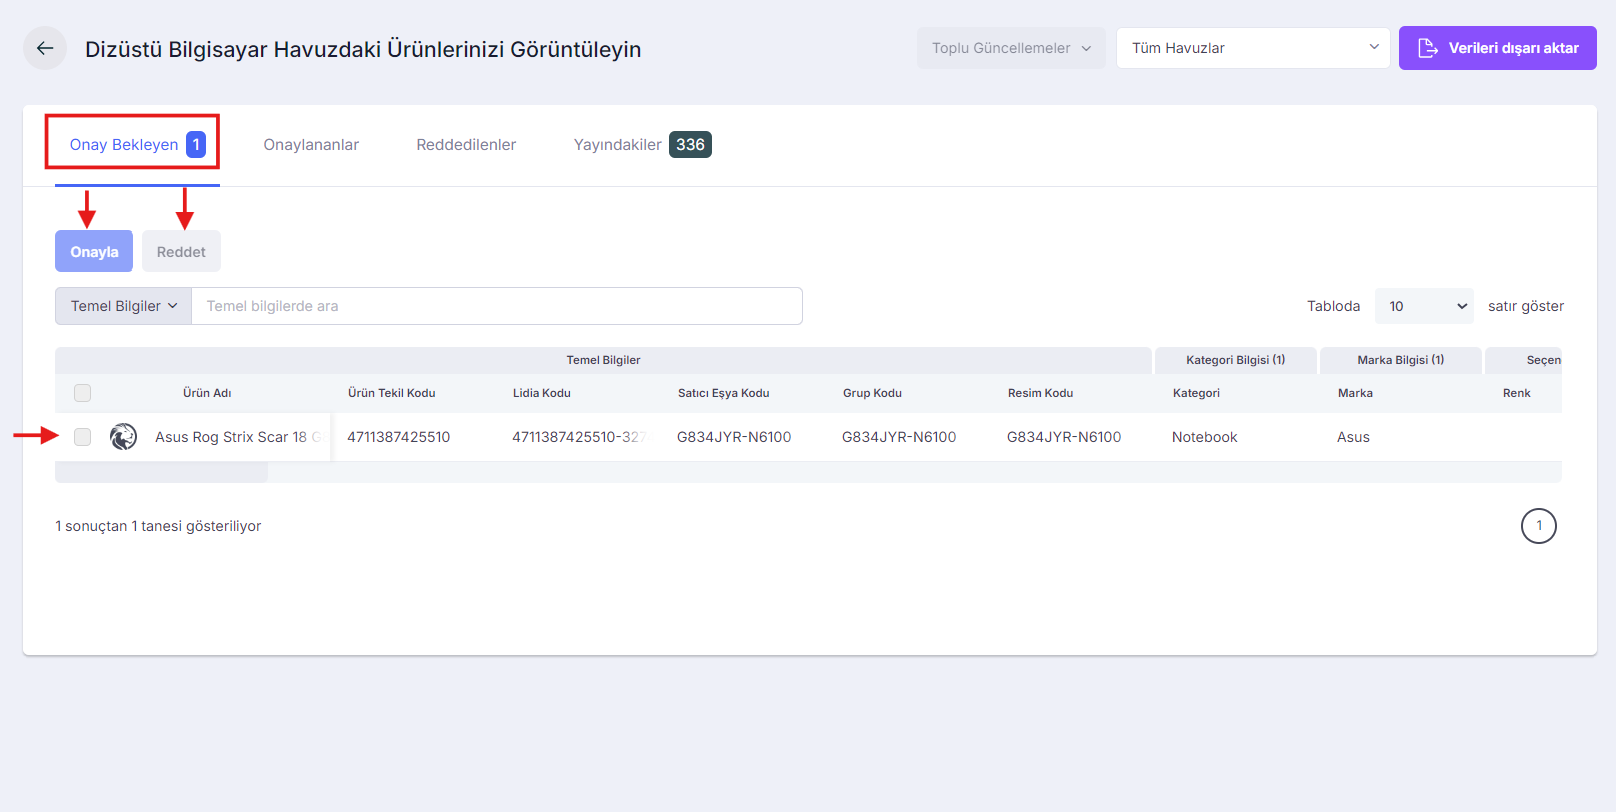 Dizüstü Bilgisayar Havuzdaki Ürünlerinizi Görüntüleyin
Toplu Güncellemeler
Tüm Havuzlar
Verileri dışarı aktar
Onay Bekleyen 1
Onaylananlar
Reddedilenler
Yayındakiler 336
Onayla
Reddet
Temel Bilgiler
Temel bilgilerde ara
Tabloda 10 satır göster
Temel Bilgiler
Kategori Bilgisi (1)
Marka Bilgisi (1)
Seçen
Ürün Adı
Ürün Tekil Kodu
Lidia Kodu
Satıcı Eşya Kodu
Grup Kodu
Resim Kodu
Kategori
Marka
Renk
Asus Rog Strix Scar 18 G
4711387425510
4711387425510-327
G834JYR-N6100
G834JYR-N6100
G834JYR-N6100
Notebook
Asus
1 sonuçtan 1 tanesi gösteriliyor
1